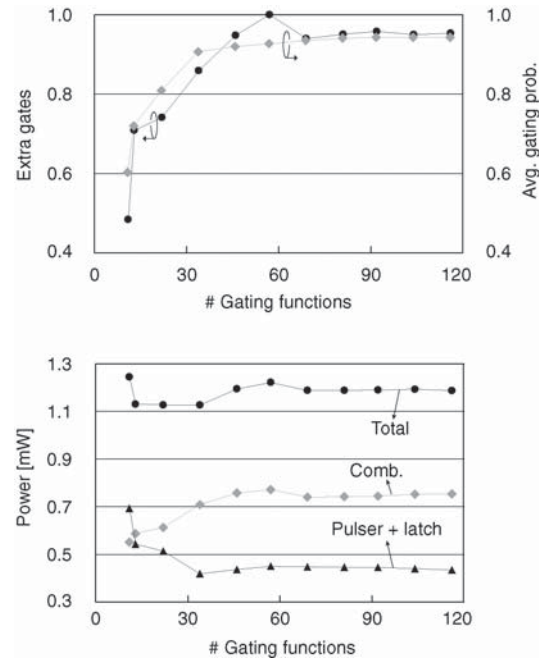 Extra gates
1.0
0.8
0.6
0.4
1.0
0.8
0.6
0.4
Avg. gating prob.
0 30 60 90 120
# Gating functions
Power [mW]
1.3
1.1
0.9
0.7
0.5
0.3
Total
Comb.
Pulser + latch
0 30 60 90 120
# Gating functions